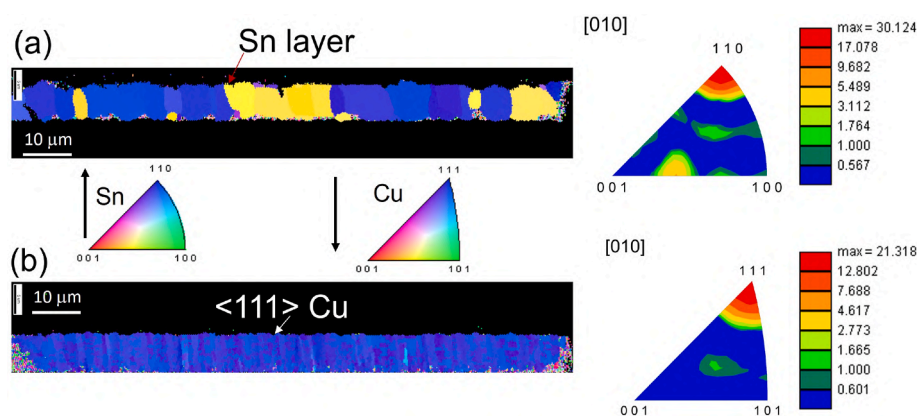 (a)
Sn layer
10 μm
[010]
1 1 0
0 0 1
1 0 0
max = 30.124
17.078
9.682
5.489
3.112
1.764
1.000
0.567
Sn
1 1 0
0 0 1
1 0 0
Cu
1 1 1
0 0 1
1 0 1
(b)
10 μm
<111> Cu
[010]
1 1 1
0 0 1
1 0 1
max = 21.318
12.802
7.688
4.617
2.773
1.665
1.000
0.601